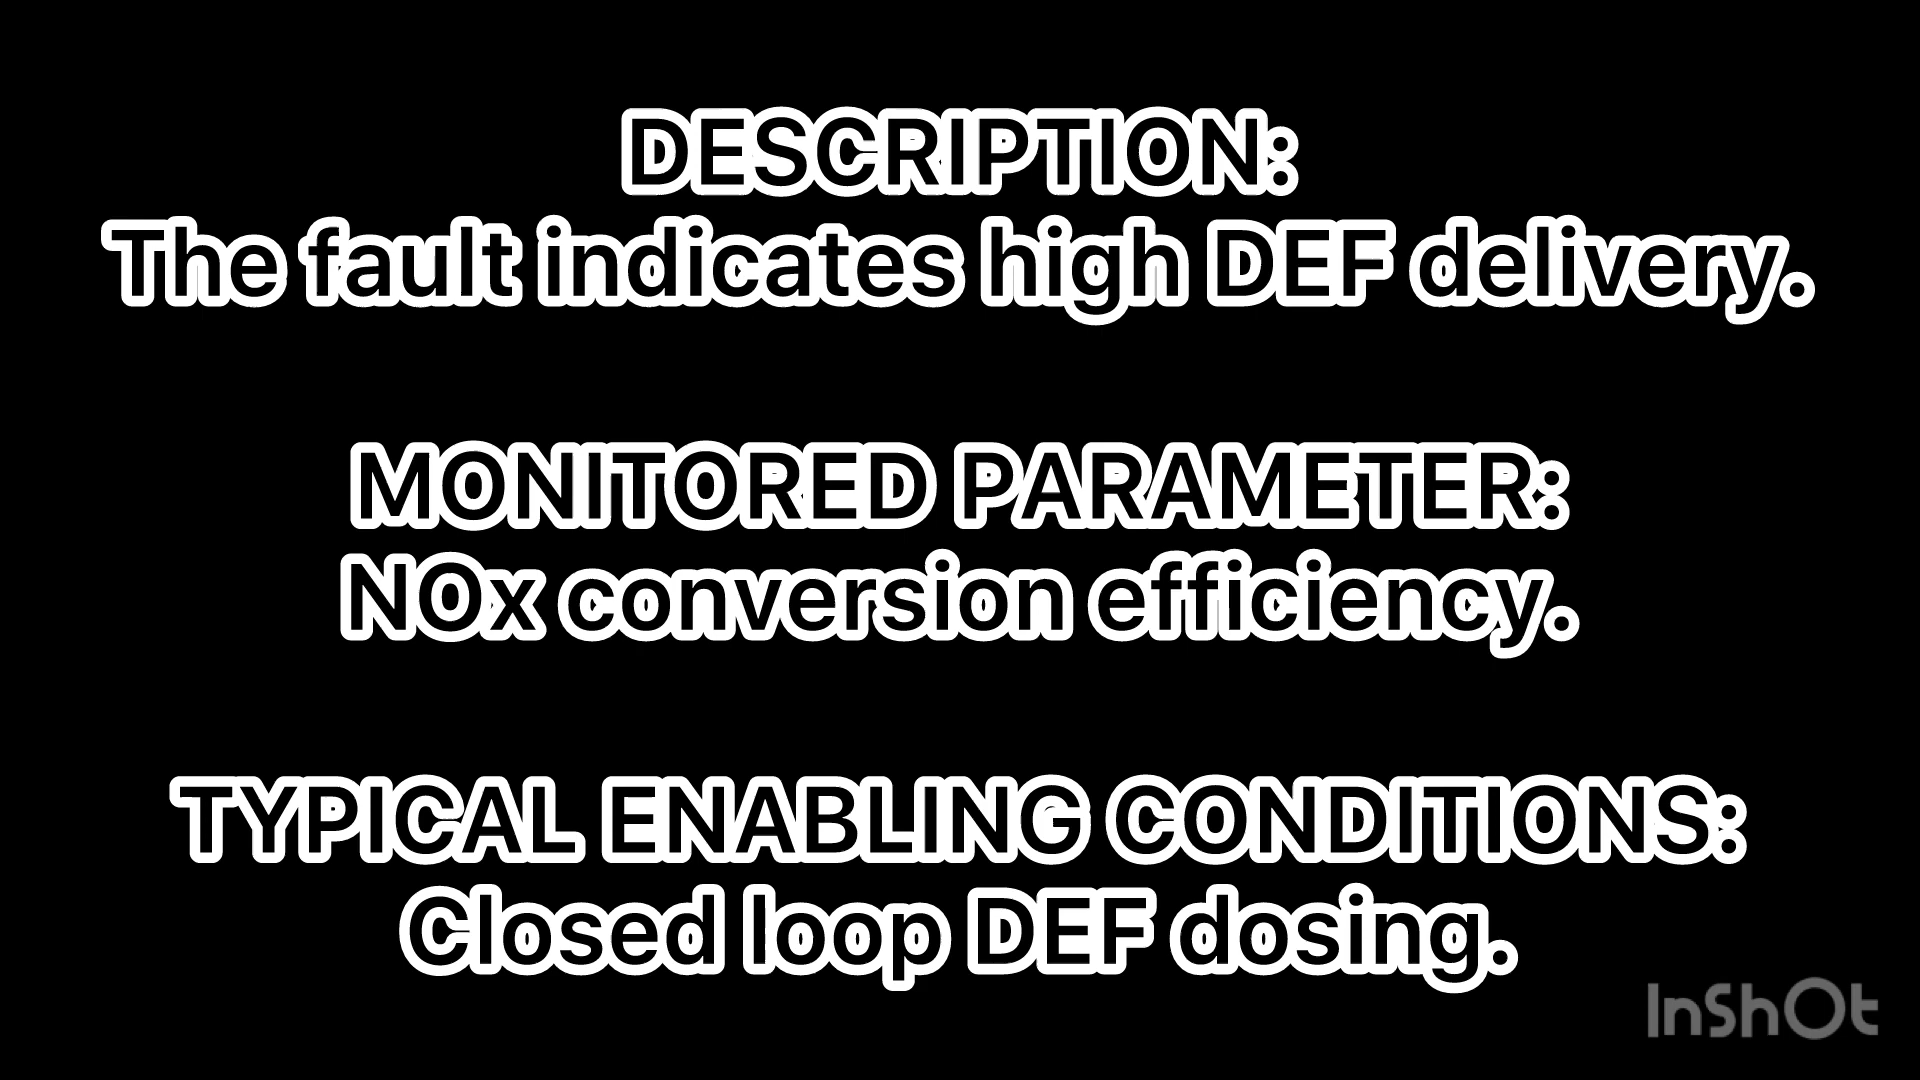 DESCRIPTION:
The fault indicates high DEF delivery.
MONITORED PARAMETER:
NOx conversion efficiency.
TYPICAL ENABLING CONDITIONS:
Closed loop DEF dosing.
InShOt